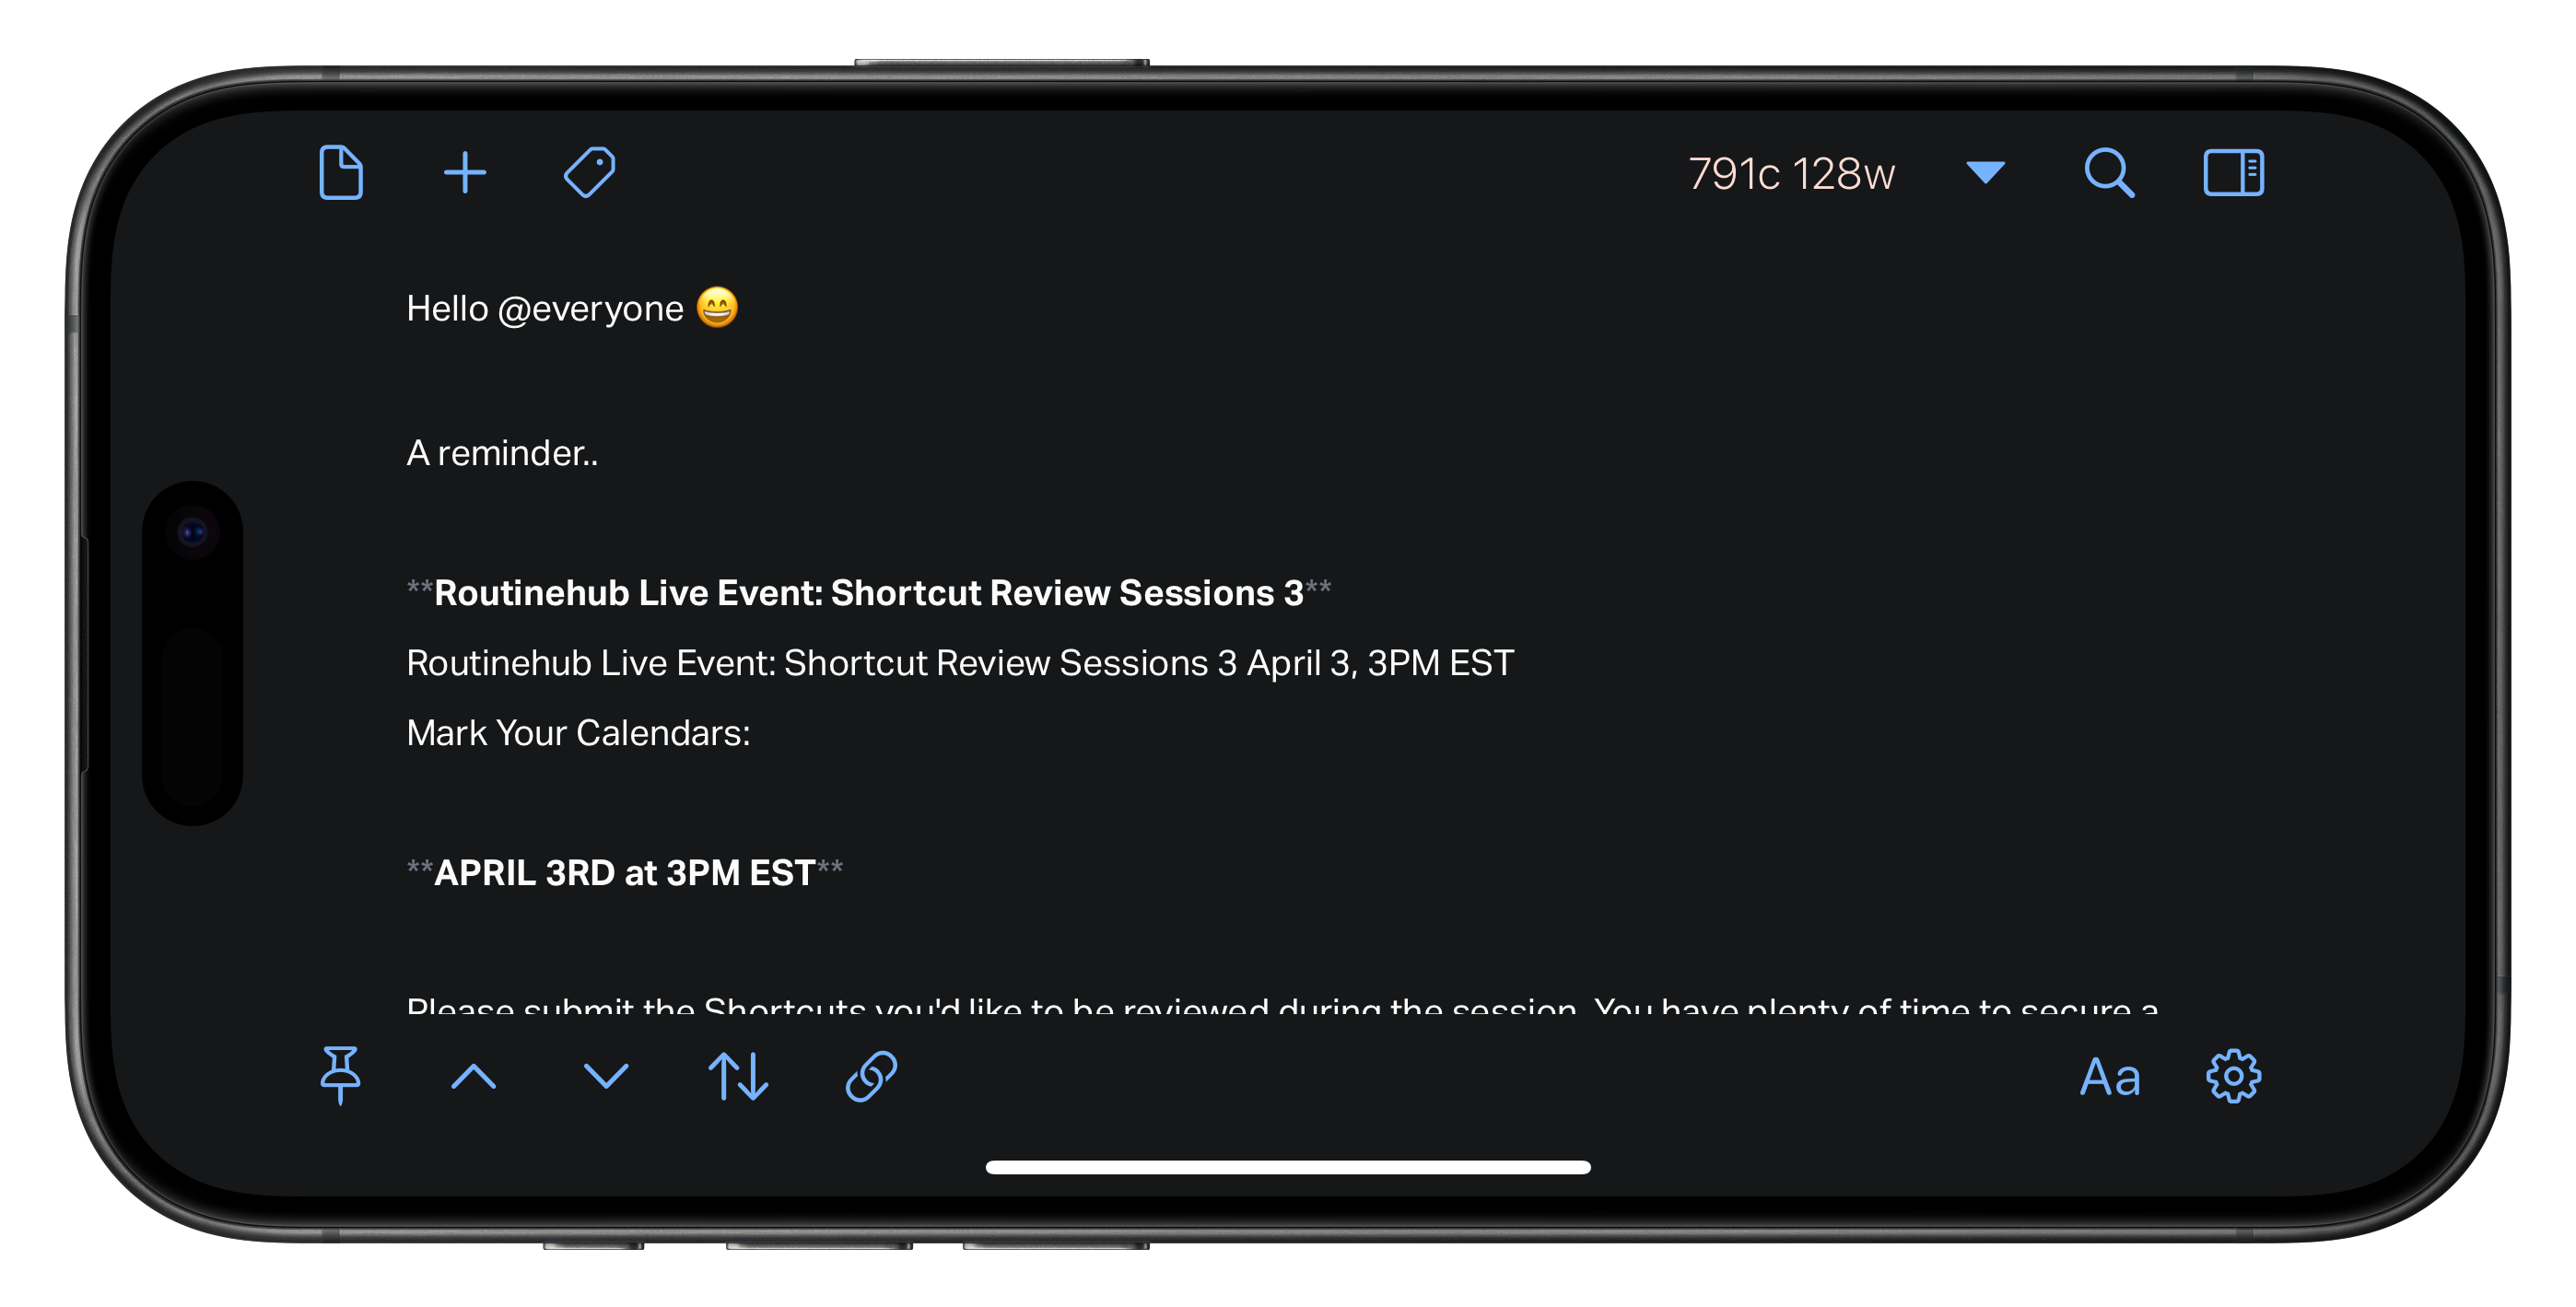 791c 128w
Hello @everyone 😄
A reminder..
**Routinehub Live Event: Shortcut Review Sessions 3**
Routinehub Live Event: Shortcut Review Sessions 3 April 3, 3PM EST
Mark Your Calendars:
**APRIL 3RD at 3PM EST**
Please submit the Shortcuts you'd like to be reviewed during the session. You have plenty of time to secure a
Aa